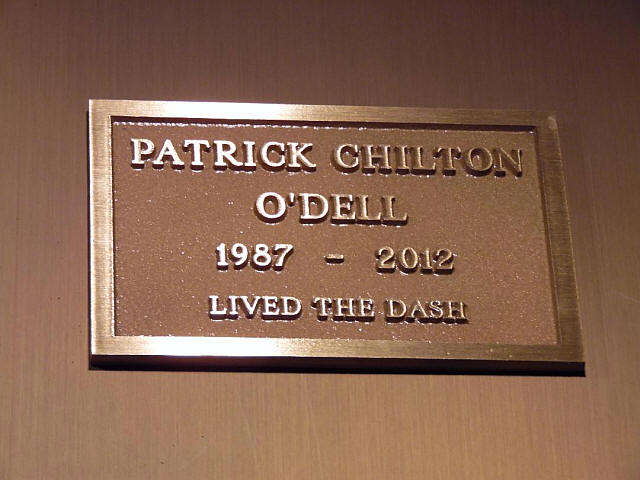 PATRICK CHILTON
O'DELL
1987 - 2012
LIVED THE DASH